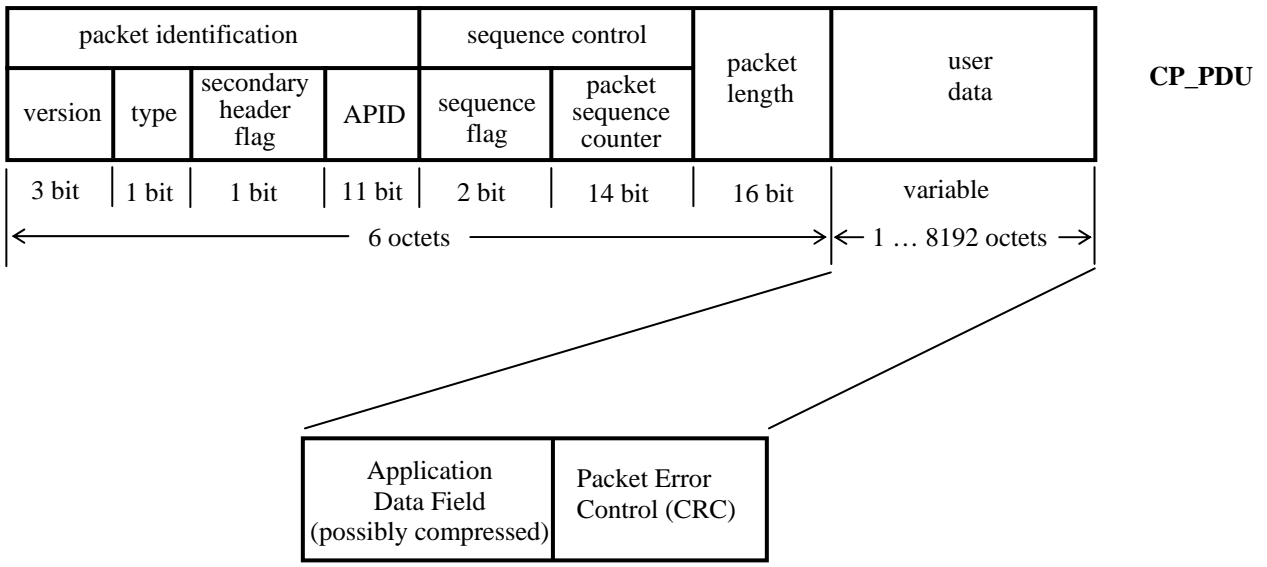 packet identification
sequence control
packet
length
user
data
CP_PDU
version
type
secondary
header
flag
APID
sequence
flag
packet
sequence
counter
3 bit
1 bit
1 bit
11 bit
2 bit
14 bit
16 bit
variable
6 octets
1 … 8192 octets
Application
Data Field
(possibly compressed)
Packet Error
Control (CRC)